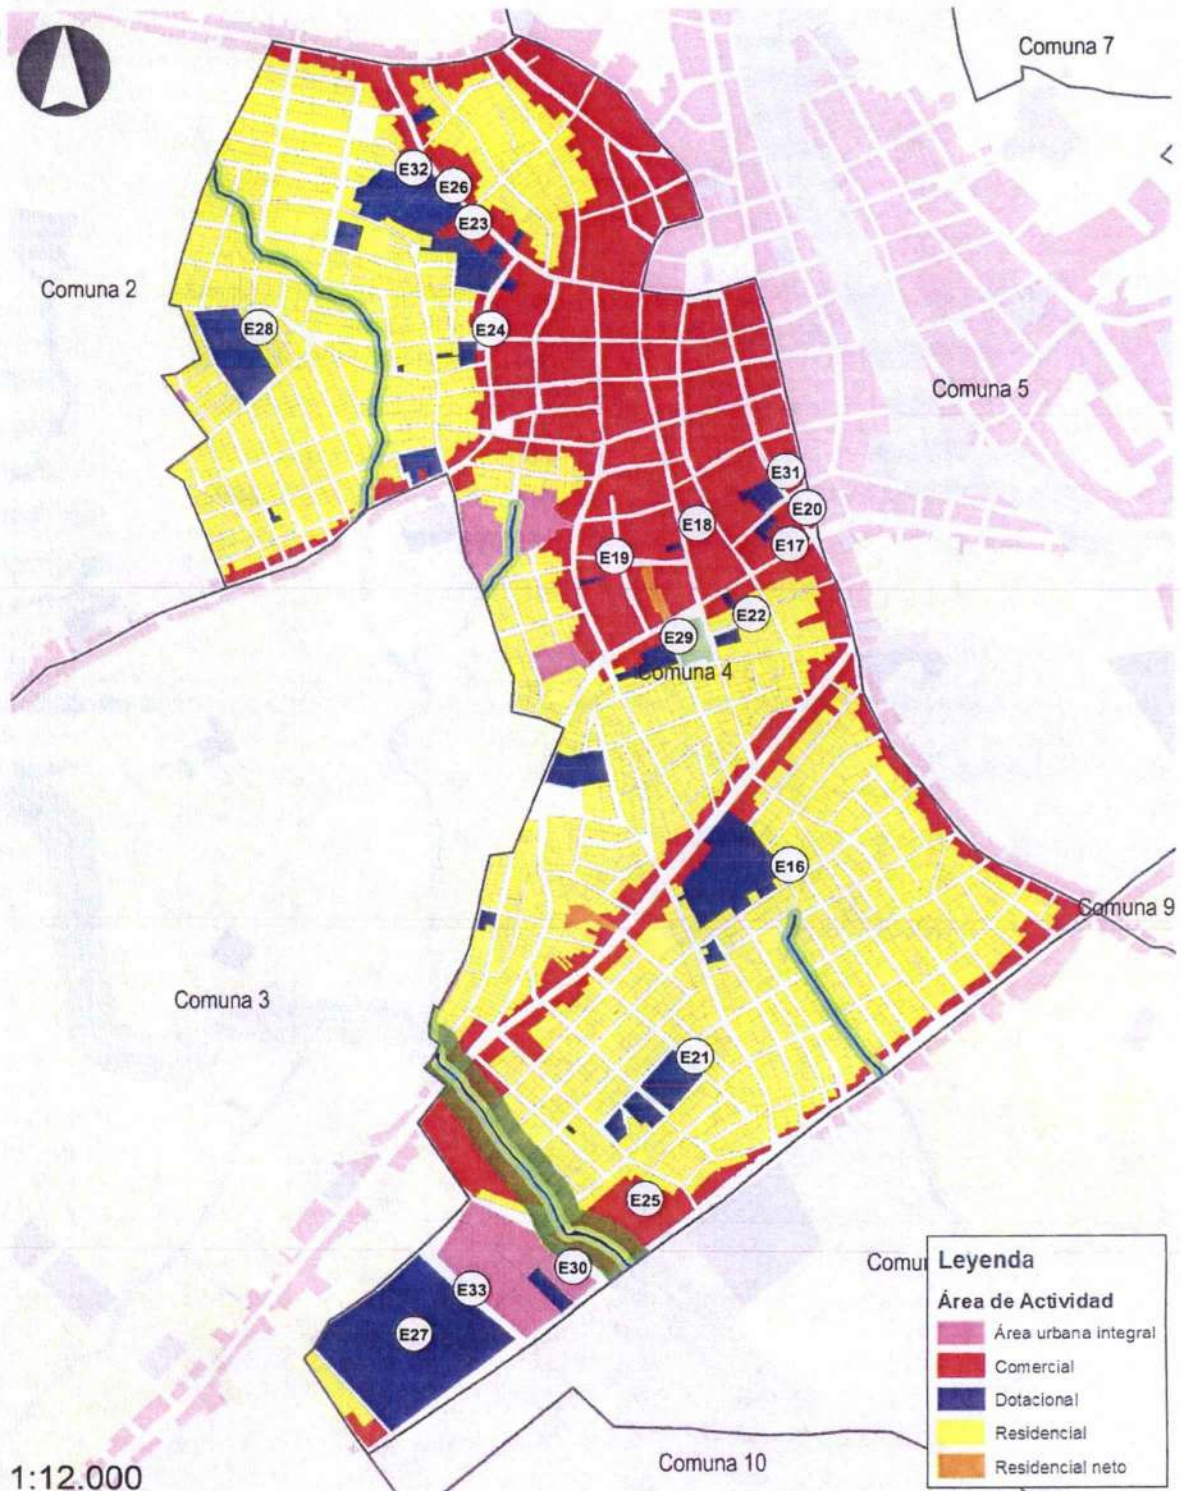 Comuna 7
E32
E26
E23
Comuna 2
E28
E24
Comuna 5
E31
E20
E18
E17
E19
E22
E29
Comuna 4
E16
Comuna 9
Comuna 3
E21
E25
E30
E33
E27
Comu
Leyenda
Área de Actividad
Área urbana integral
Comercial
Dotacional
Residencial
Residencial neto
Comuna 10
1:12.000